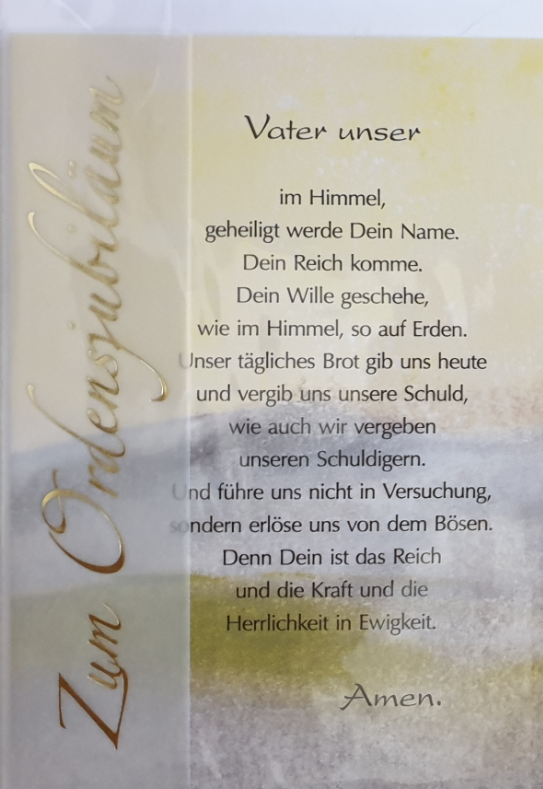 Zum Ordensjubiläum
Vater unser
im Himmel,
geheiligt werde Dein Name.
Dein Reich komme.
Dein Wille geschehe,
wie im Himmel, so auf Erden.
Unser tägliches Brot gib uns heute
und vergib uns unsere Schuld,
wie auch wir vergeben
unseren Schuldigern.
Und führe uns nicht in Versuchung,
sondern erlöse uns von dem Bösen.
Denn Dein ist das Reich
und die Kraft und die
Herrlichkeit in Ewigkeit.
Amen.